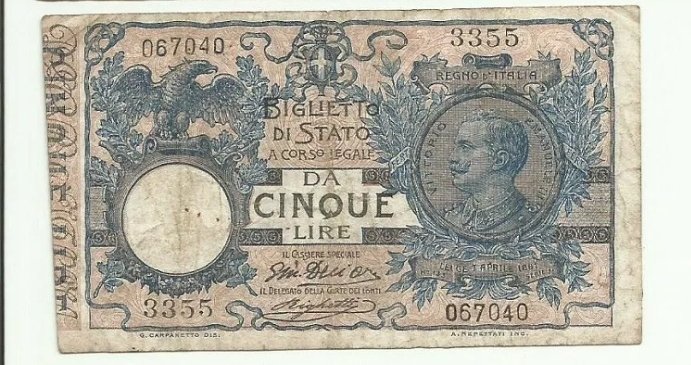 067040
3355
REGNO D'ITALIA
BIGLIETTO
DI STATO
A CORSO LEGALE
VITTORIO EMANUELE III
DA
CINQUE
LIRE
IL CASSIERE SPECIALE
IL DELEGATO DELLA CORTE DEI CONTI
3355
067040
G. CAPRANETTO DIS.
A. REPETTATI INC.